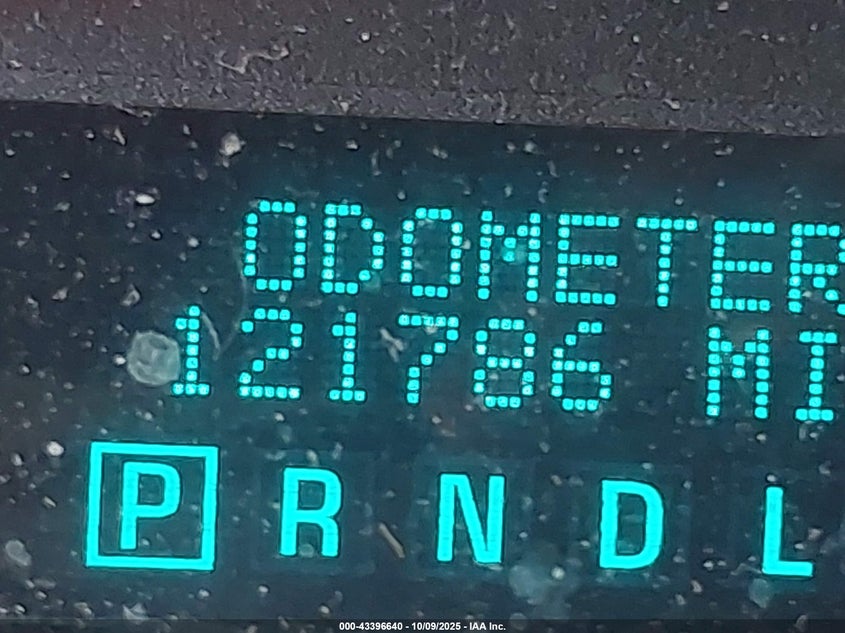 ODOMETER
121786 MI
P R N D L
000-43396640 - 10/09/2025 - IAA Inc.